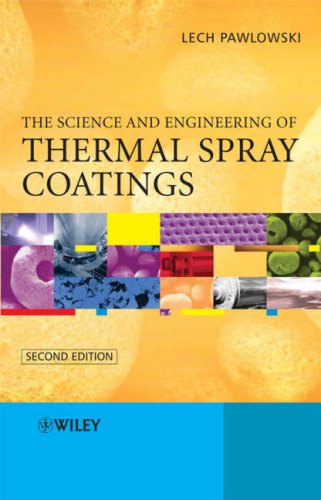 LECH PAWLOWSKI
THE SCIENCE AND ENGINEERING OF
THERMAL SPRAY
COATINGS
SECOND EDITION
WILEY